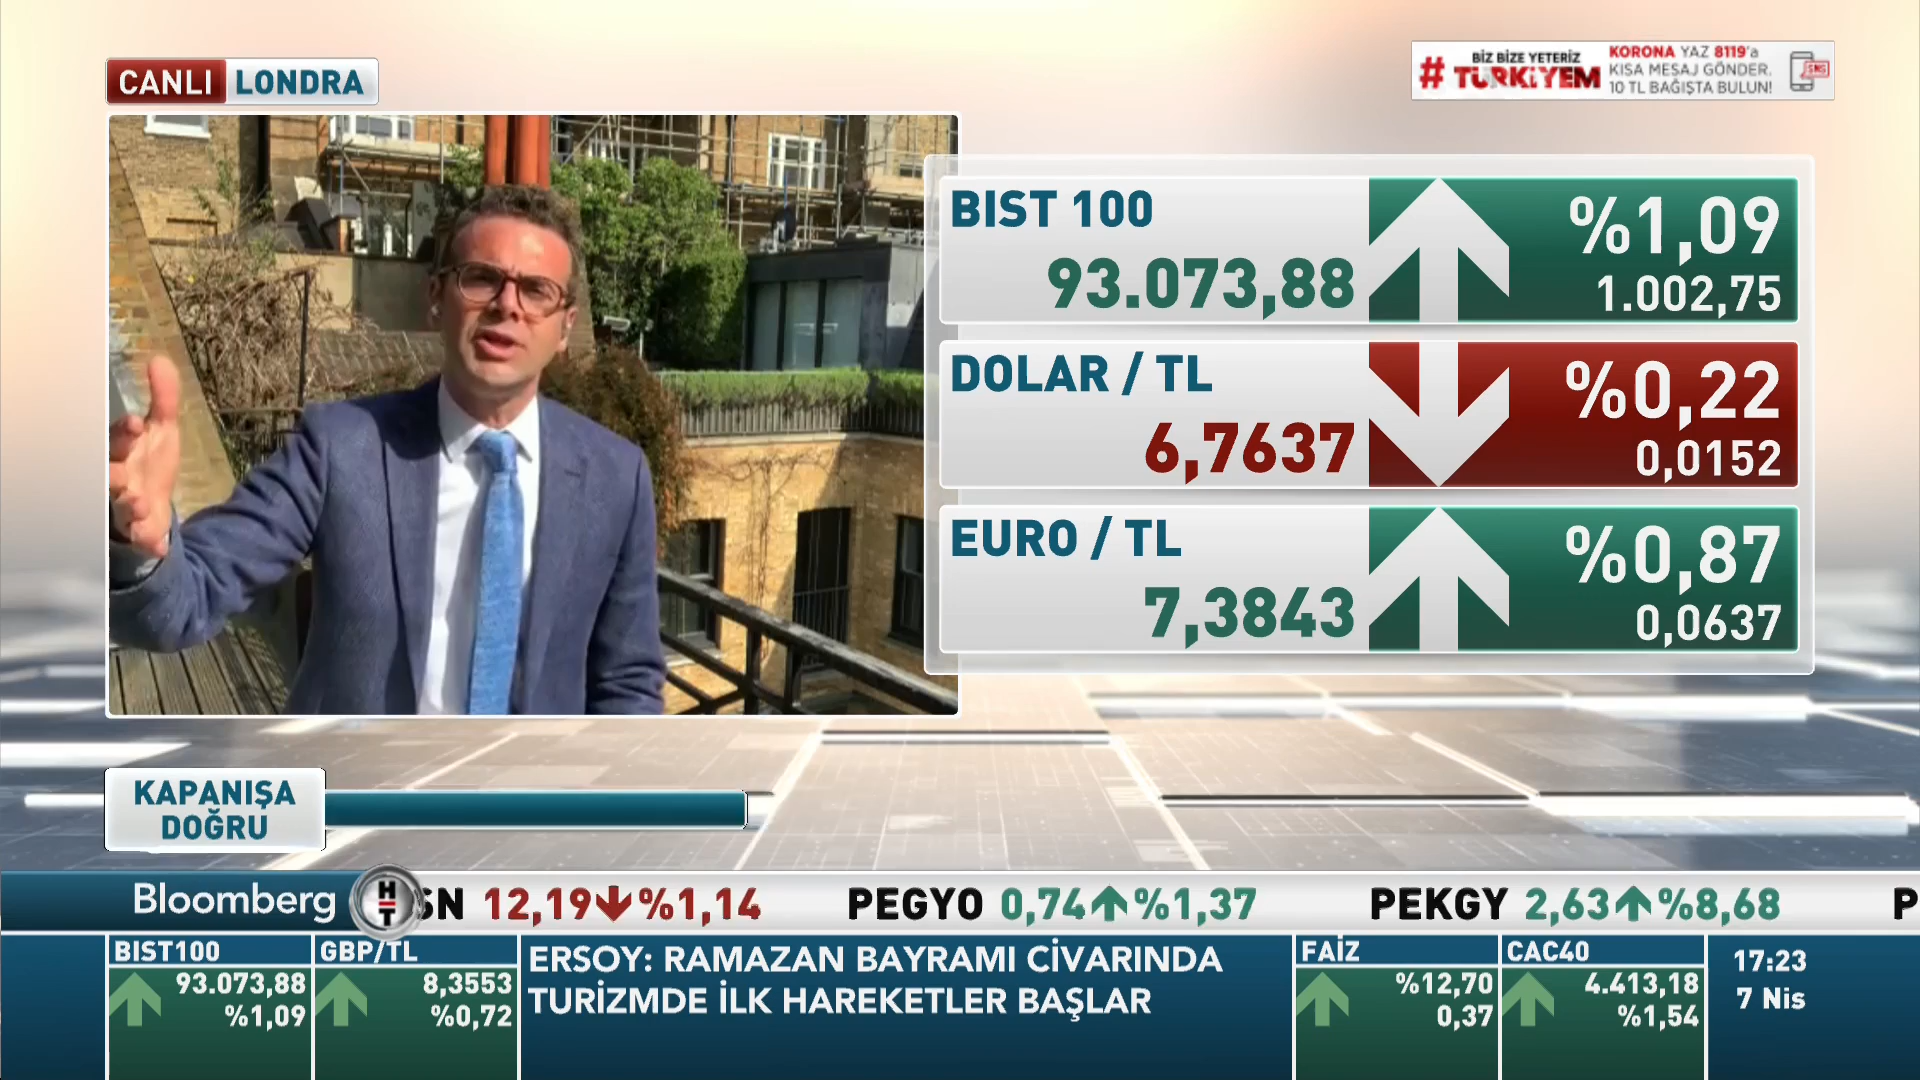 CANLI LONDRA
BİZ BİZE YETERİZ
#TÜRKİYEM
KORONA YAZ 8119'a
KISA MESAJ GÖNDER.
10 TL BAĞIŞTA BULUN!
SMS
BIST 100
93.073,88
%1,09
1.002,75
DOLAR / TL
6,7637
%0,22
0,0152
EURO / TL
7,3843
%0,87
0,0637
KAPANIŞA
DOĞRU
Bloomberg HT
SN 12,19 %1,14 PEGYO 0,74 %1,37 PEKGY 2,63 %8,68 P
BIST100
93.073,88
%1,09
GBP/TL
8,3553
%0,72
ERSOY: RAMAZAN BAYRAMI CİVARINDA
TURİZMDE İLK HAREKETLER BAŞLAR
FAİZ
%12,70
0,37
CAC40
4.413,18
%1,54
17:23
7 Nis